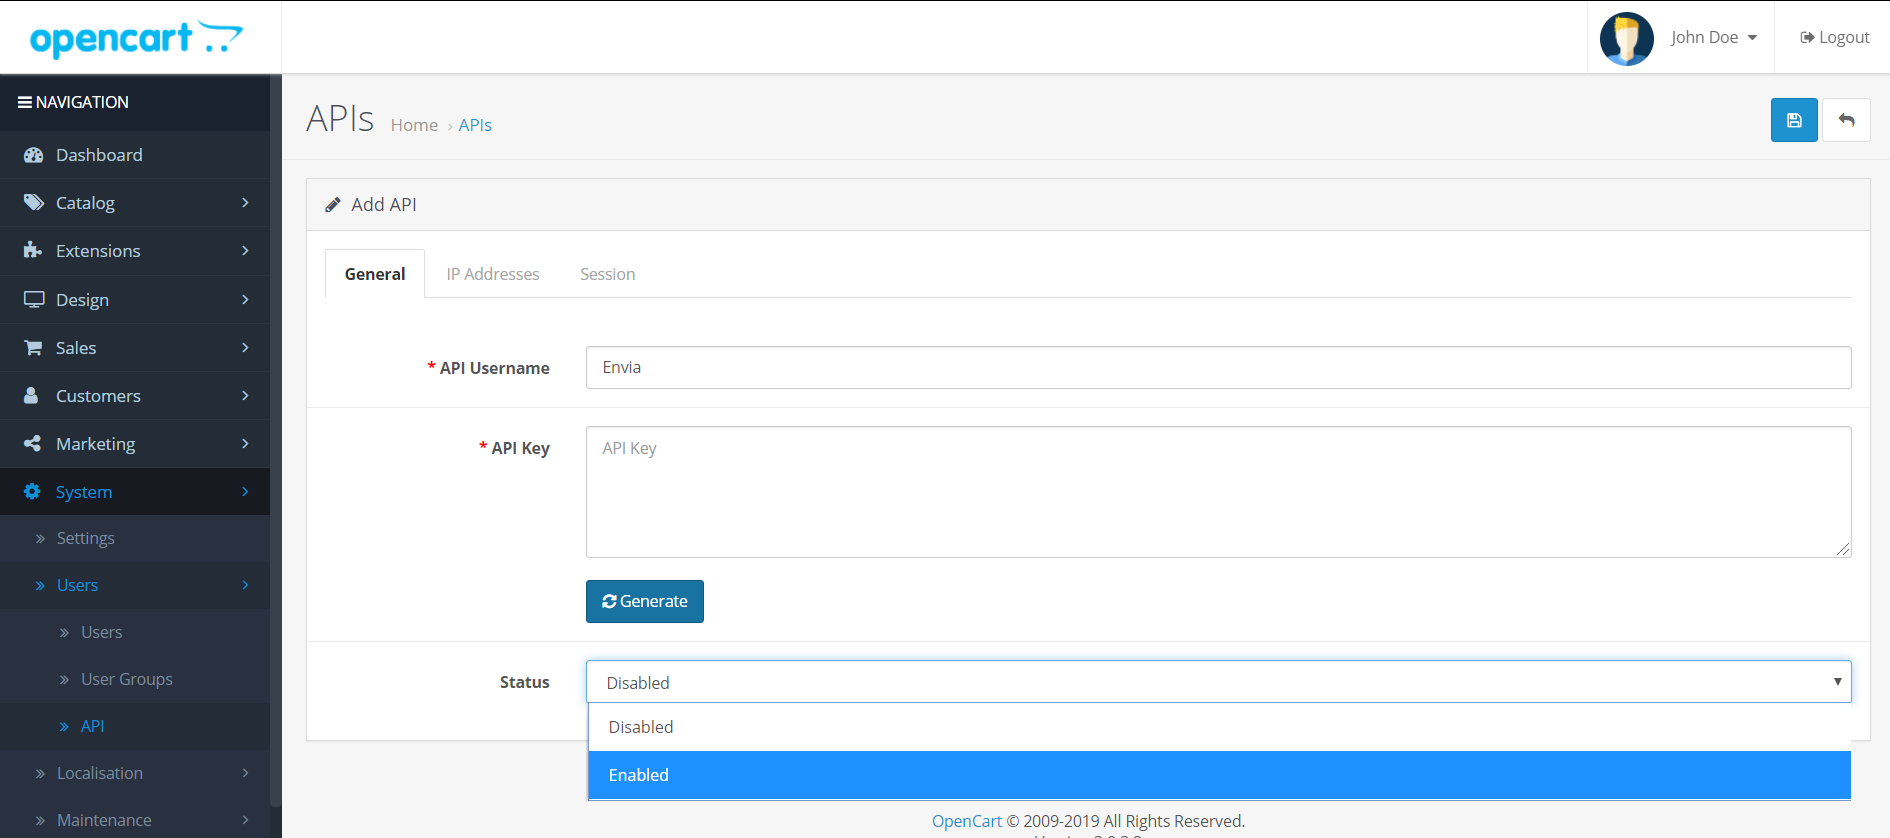 opencart
John Doe
Logout
NAVIGATION
Dashboard
Catalog
Extensions
Design
Sales
Customers
Marketing
System
Settings
Users
Users
User Groups
API
Localisation
Maintenance
APIs Home › APIs
Add API
General IP Addresses Session
* API Username Envia
* API Key API Key
Generate
Status Disabled
Disabled
Enabled
OpenCart © 2009-2019 All Rights Reserved.